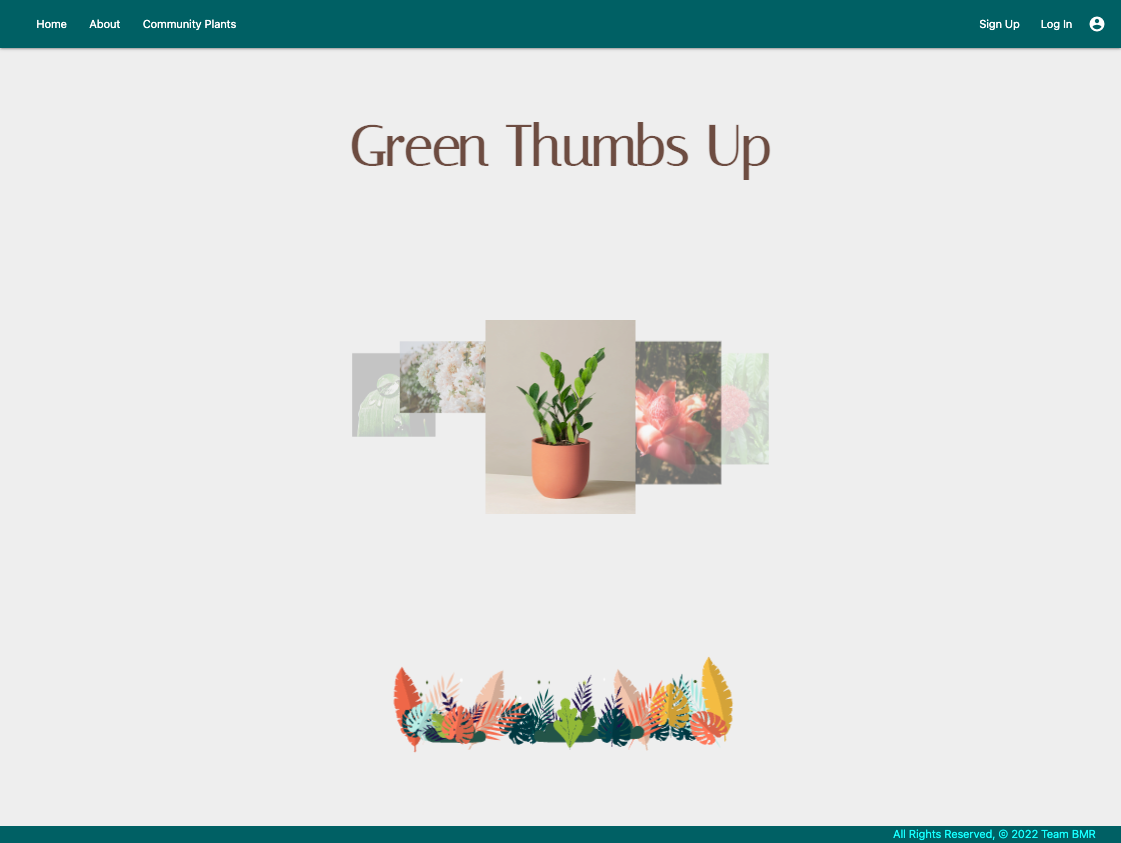 Home About Community Plants Sign Up Log In
Green Thumbs Up
All Rights Reserved, © 2022 Team BMR